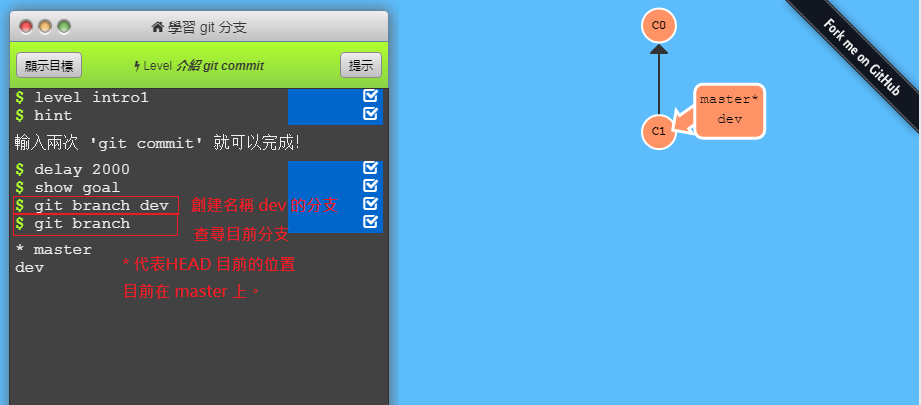 學習 git 分支
顯示目標
Level 介紹 git commit
提示
$ level intro1
$ hint
輸入兩次 'git commit' 就可以完成!
$ delay 2000
$ show goal
$ git branch dev 創建名稱 dev 的分支
$ git branch
查尋目前分支
* master
dev
* 代表HEAD 目前的位置
目前在 master 上。
C0
C1
master*
dev
Fork me on GitHub